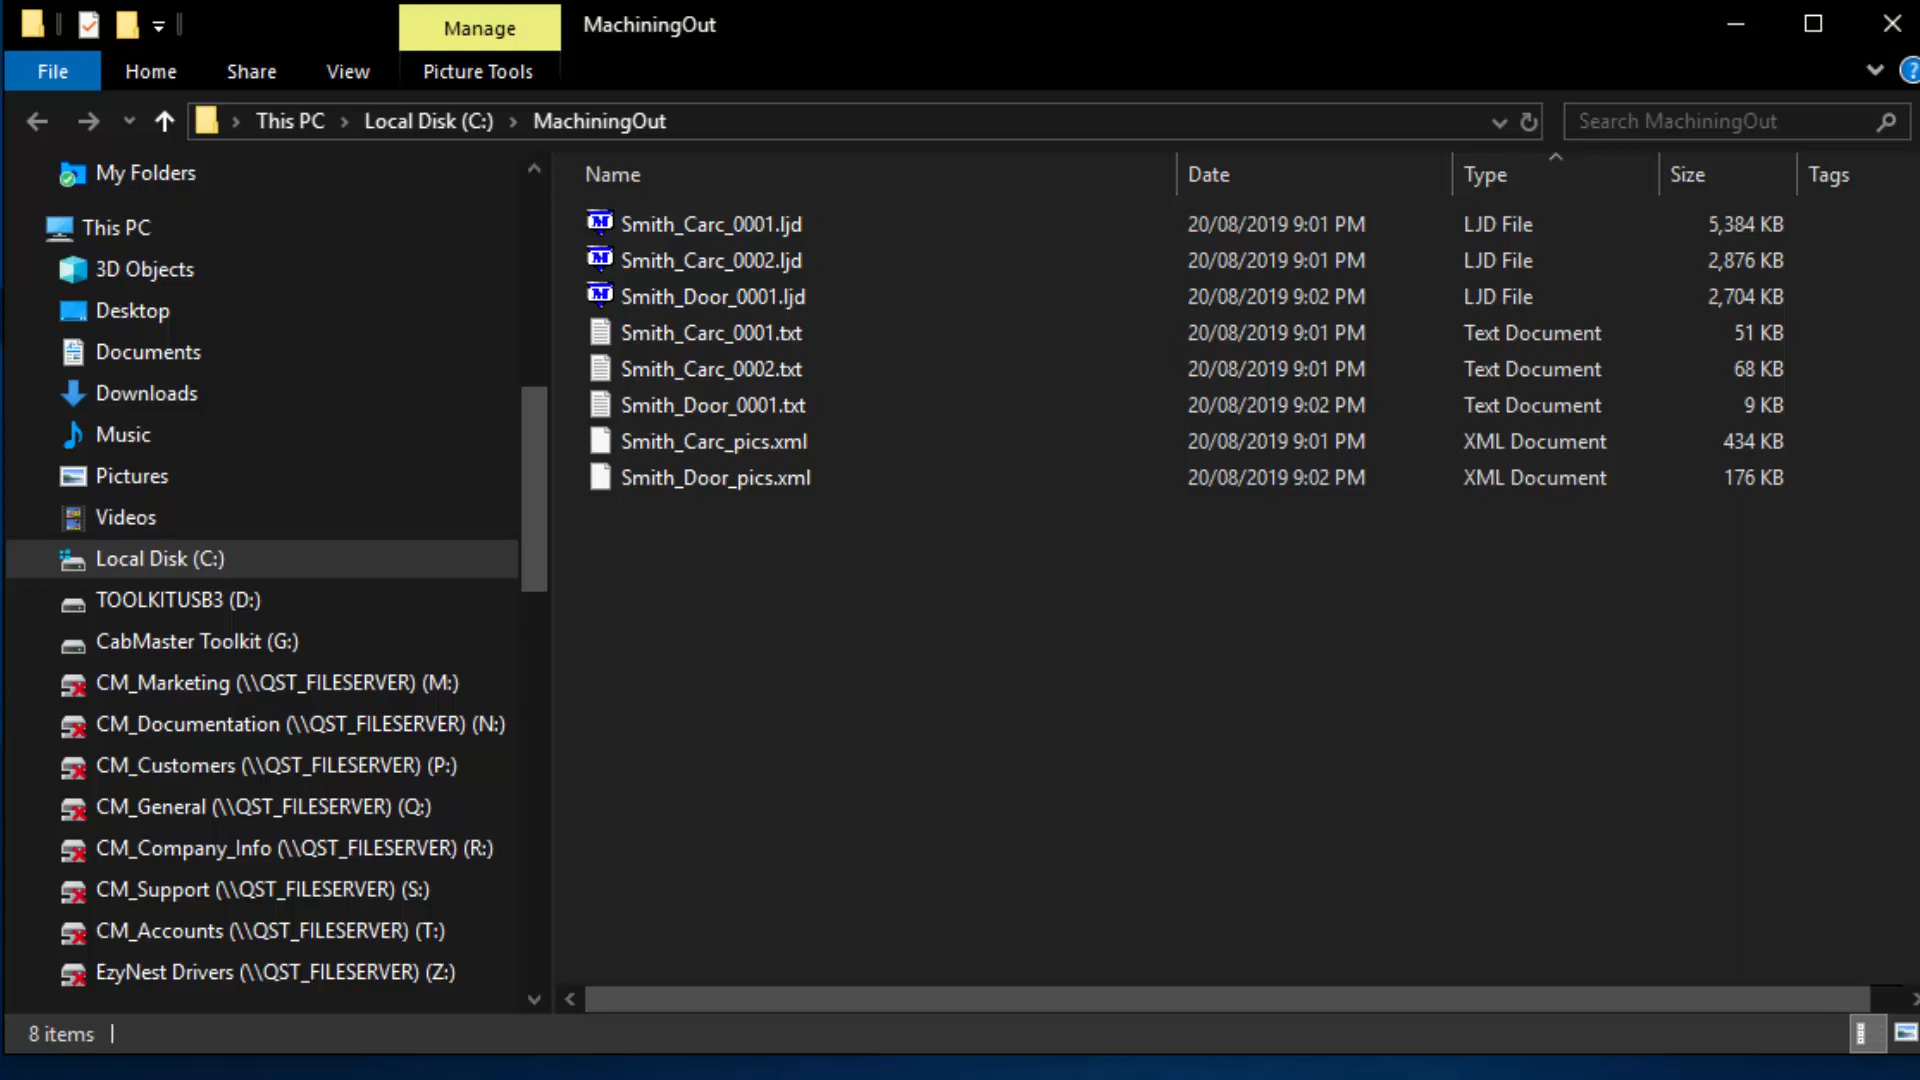 Manage
MachiningOut
File
Home
Share
View
Picture Tools
This PC
Local Disk (C:)
MachiningOut
Search MachiningOut
My Folders
This PC
3D Objects
Desktop
Documents
Downloads
Music
Pictures
Videos
Local Disk (C:)
TOOLKITUSB3 (D:)
CabMaster Toolkit (G:)
CM_Marketing (\\QST_FILESERVER) (M:)
CM_Documentation (\\QST_FILESERVER) (N:)
CM_Customers (\\QST_FILESERVER) (P:)
CM_General (\\QST_FILESERVER) (Q:)
CM_Company_Info (\\QST_FILESERVER) (R:)
CM_Support (\\QST_FILESERVER) (S:)
CM_Accounts (\\QST_FILESERVER) (T:)
EzyNest Drivers (\\QST_FILESERVER) (Z:)
Name Date Type Size Tags
Smith_Carc_0001.ljd 20/08/2019 9:01 PM LJD File 5,384 KB
Smith_Carc_0002.ljd 20/08/2019 9:01 PM LJD File 2,876 KB
Smith_Door_0001.ljd 20/08/2019 9:02 PM LJD File 2,704 KB
Smith_Carc_0001.txt 20/08/2019 9:01 PM Text Document 51 KB
Smith_Carc_0002.txt 20/08/2019 9:01 PM Text Document 68 KB
Smith_Door_0001.txt 20/08/2019 9:02 PM Text Document 9 KB
Smith_Carc_pics.xml 20/08/2019 9:01 PM XML Document 434 KB
Smith_Door_pics.xml 20/08/2019 9:02 PM XML Document 176 KB
8 items